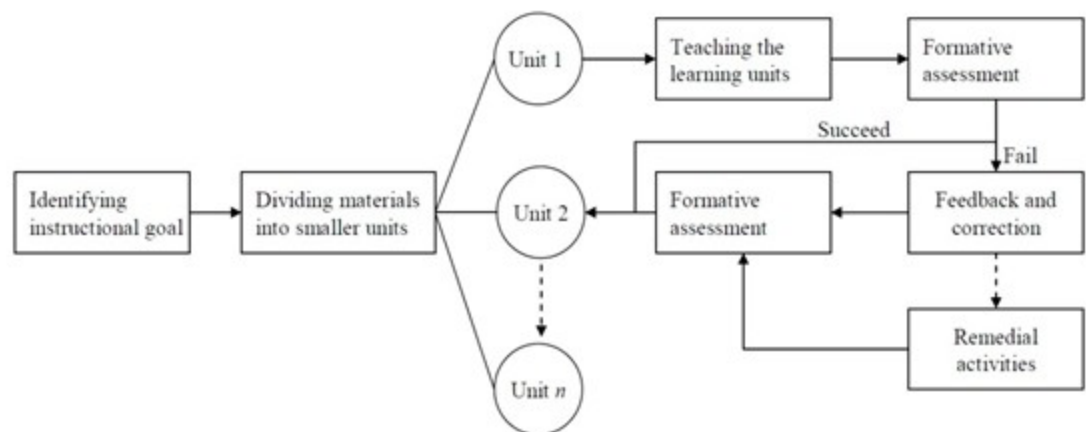 Unit 1
Teaching the
learning units
Formative
assessment
Succeed
Fail
Identifying
instructional goal
Dividing materials
into smaller units
Unit 2
Formative
assessment
Feedback and
correction
Remedial
activities
Unit n